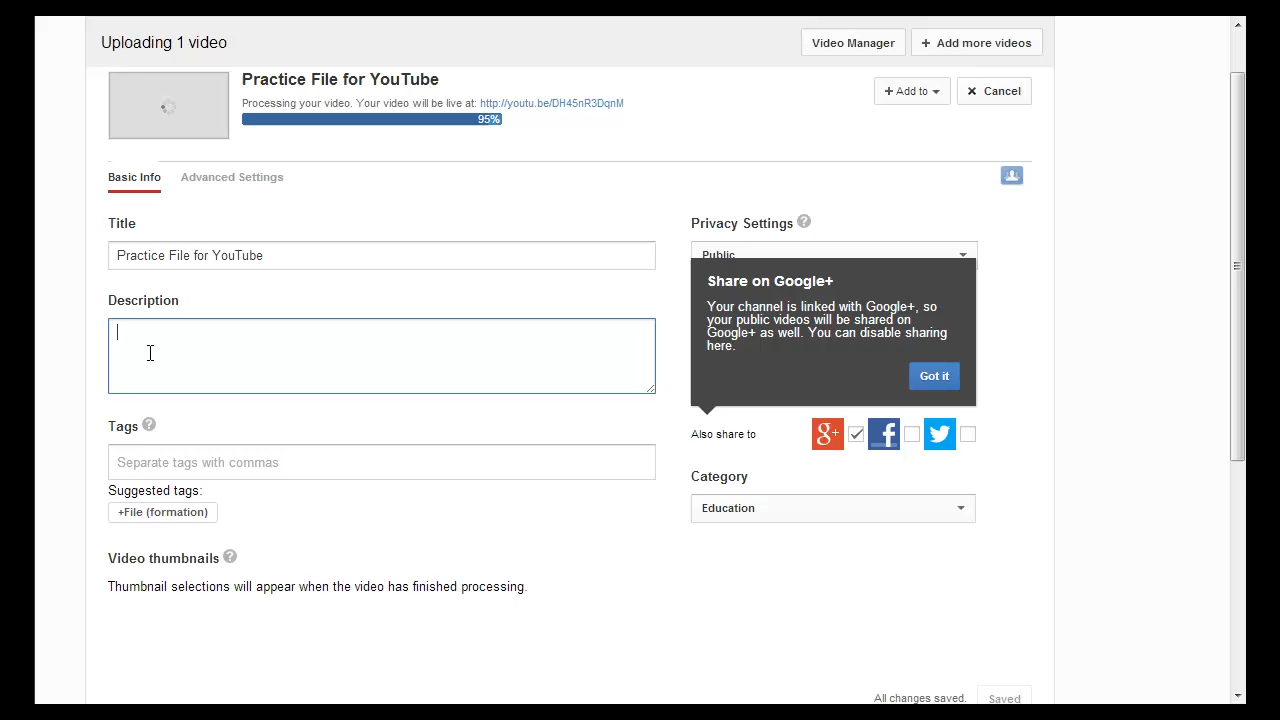 Uploading 1 video
Video Manager
+ Add more videos
Practice File for YouTube
Processing your video. Your video will be live at: http://youtu.be/DH45nR3DqnM
95%
+ Add to
× Cancel
Basic Info
Advanced Settings
Title
Practice File for YouTube
Description
Tags
Separate tags with commas
Suggested tags:
+File (formation)
Video thumbnails
Thumbnail selections will appear when the video has finished processing.
Privacy Settings
Public
Share on Google+
Your channel is linked with Google+, so
your public videos will be shared on
Google+ as well. You can disable sharing
here.
Got it
Also share to
g+
f
Category
Education
All changes saved.
Saved